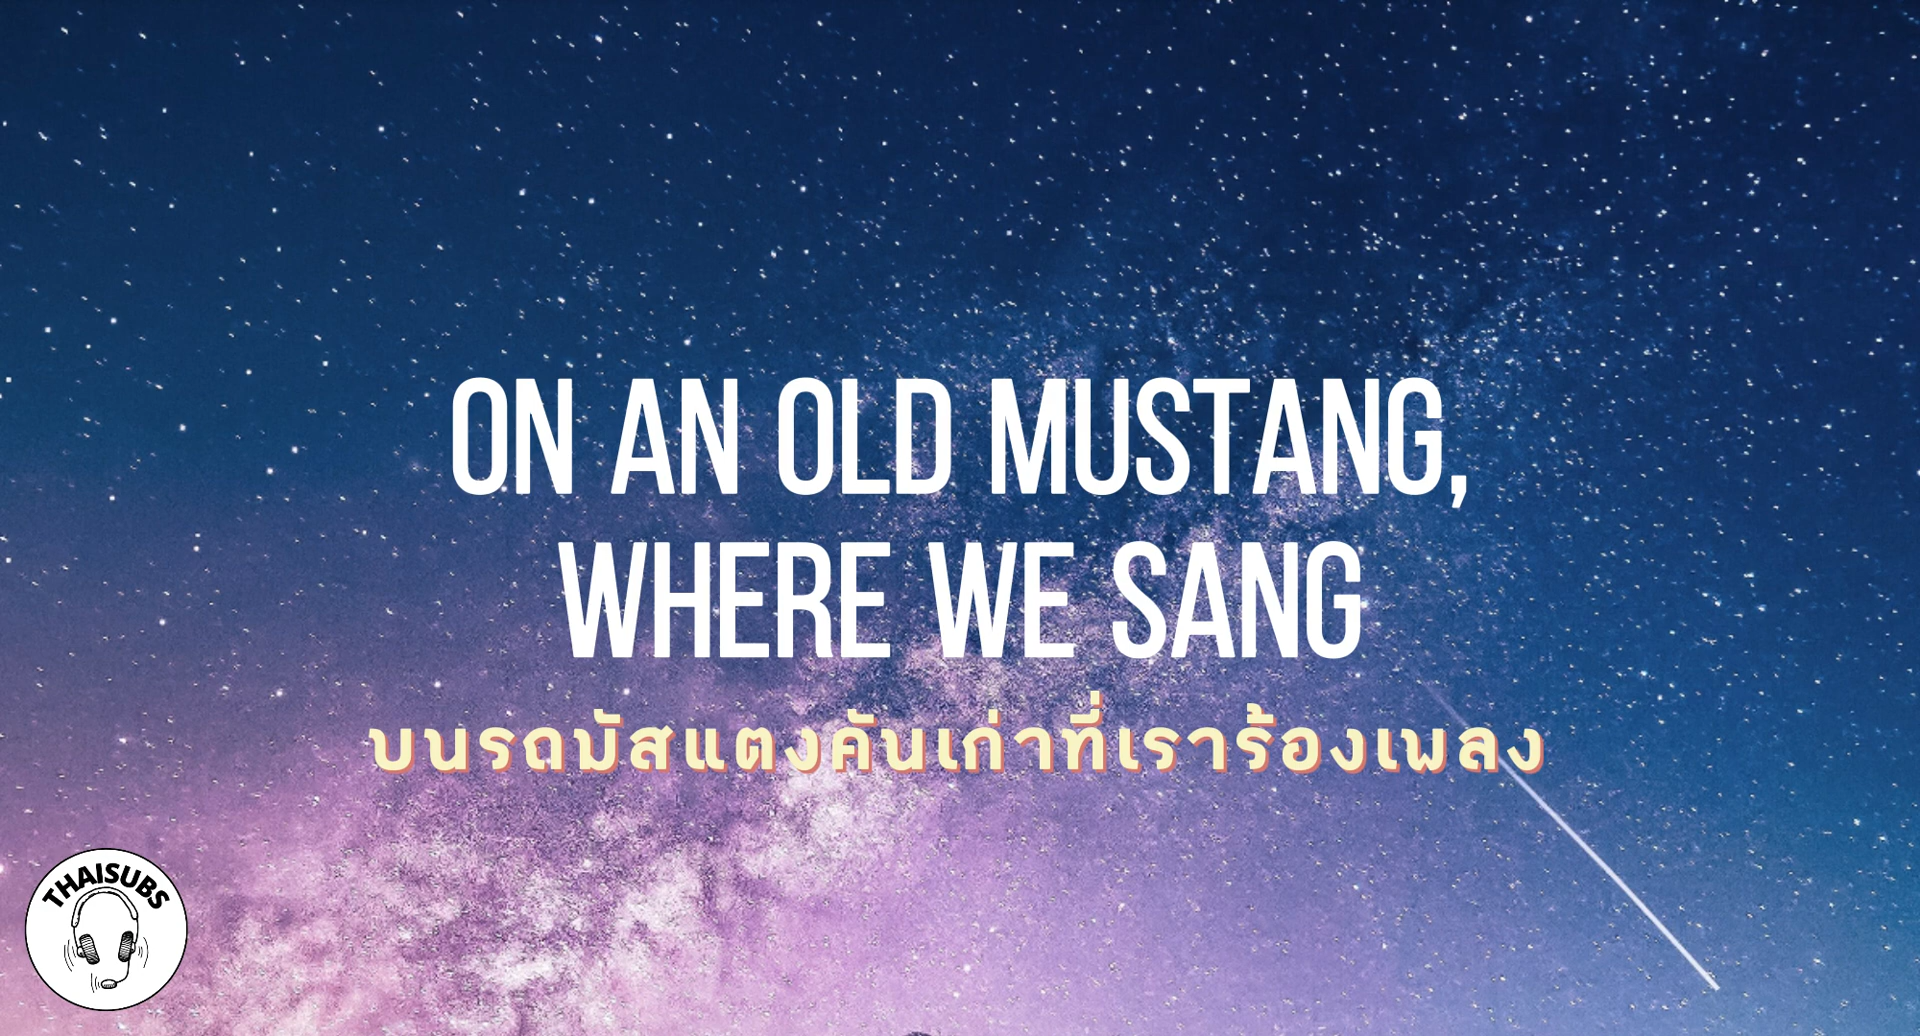 ON AN OLD MUSTANG,
WHERE WE SANG
บนรถมัสแตงคันเก่าที่เราร้องเพลง
THAISUBS